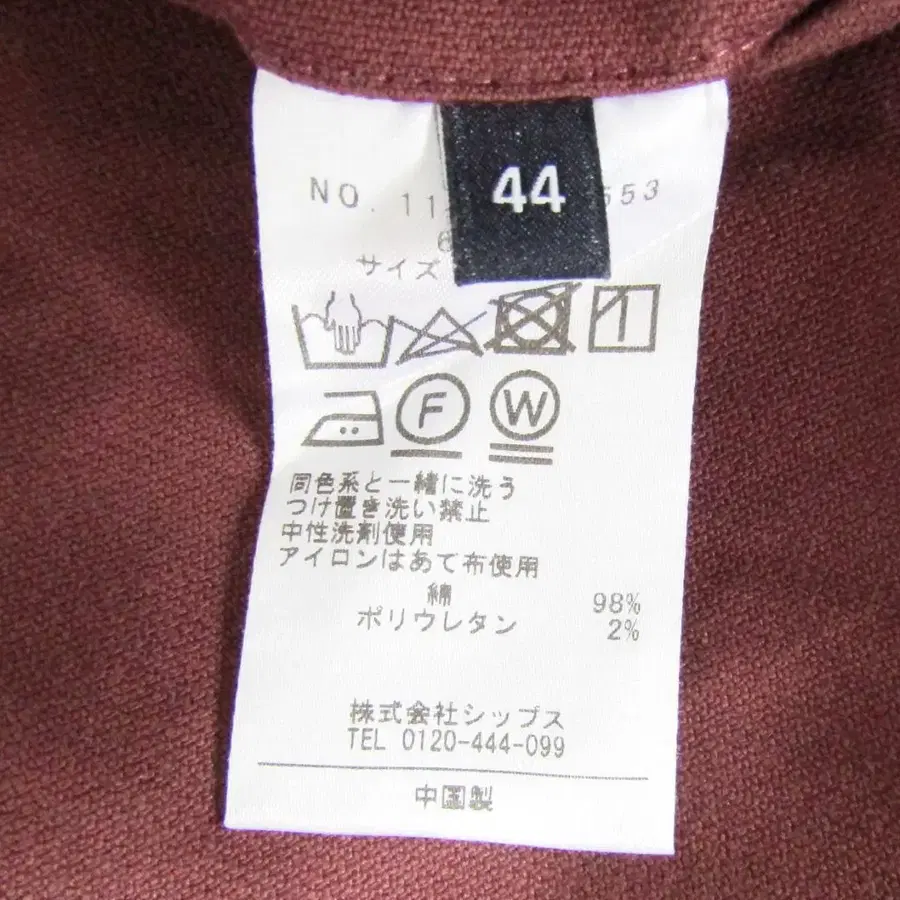 44
NO. 11 553
サイズ
F W
同色系と一緒に洗う
つけ置き洗い禁止
中性洗剤使用
アイロンはあて布使用
綿 98%
ポリウレタン 2%
株式会社シップス
TEL 0120-444-099
中国製